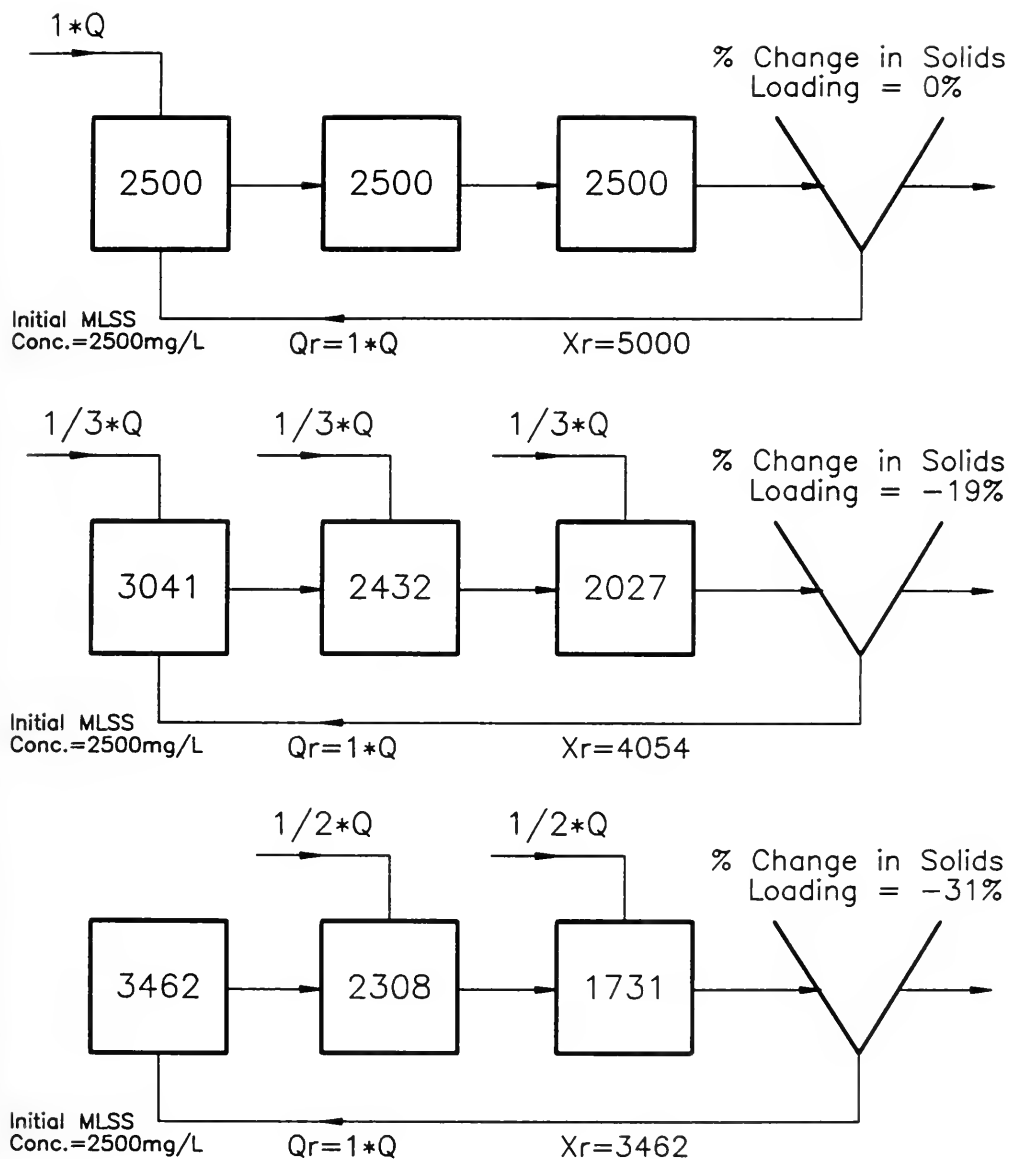 1*Q
% Change in Solids
Loading = 0%
2500
2500
2500
Initial MLSS
Conc.=2500mg/L
Qr=1*Q
Xr=5000
1/3*Q
1/3*Q
1/3*Q
% Change in Solids
Loading = -19%
3041
2432
2027
Initial MLSS
Conc.=2500mg/L
Qr=1*Q
Xr=4054
1/2*Q
1/2*Q
% Change in Solids
Loading = -31%
3462
2308
1731
Initial MLSS
Conc.=2500mg/L
Qr=1*Q
Xr=3462